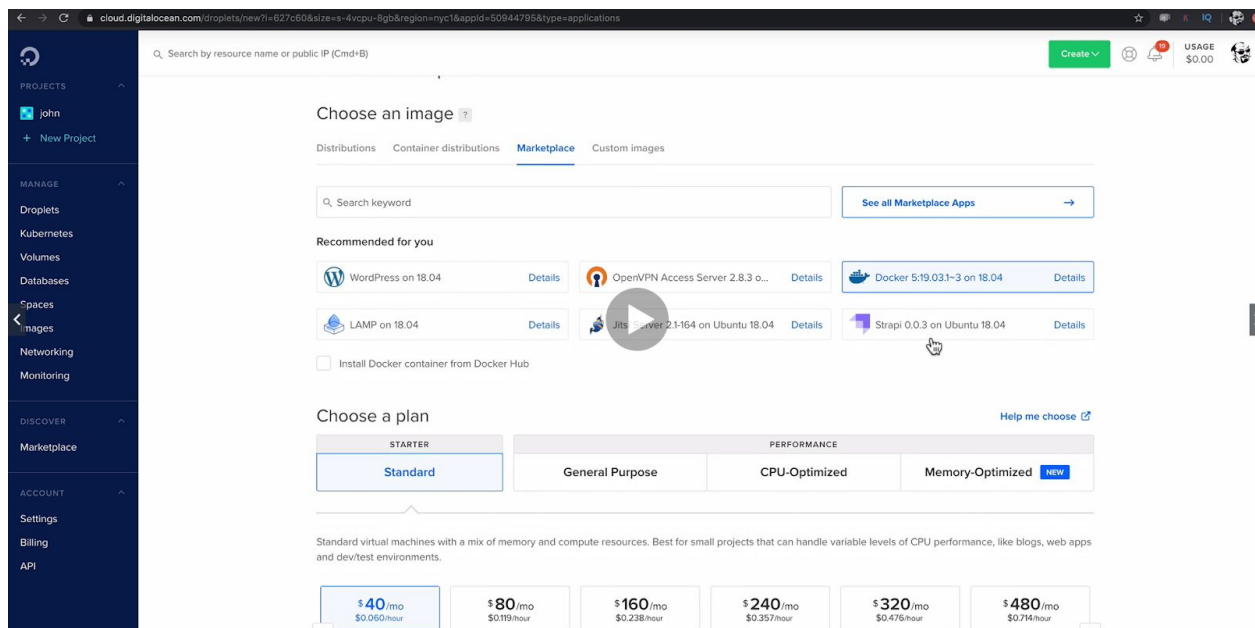 cloud.digitalocean.com/droplets/new?i=627c60&size=s-4vcpu-8gb&region=nyc1&appId=50944795&type=applications
IQ
Search by resource name or public IP (Cmd+B)
Create
19
USAGE
$0.00
PROJECTS
john
+ New Project
MANAGE
Droplets
Kubernetes
Volumes
Databases
Spaces
Images
Networking
Monitoring
DISCOVER
Marketplace
ACCOUNT
Settings
Billing
API
Choose an image ?
Distributions Container distributions Marketplace Custom images
Search keyword
See all Marketplace Apps →
Recommended for you
WordPress on 18.04 Details
OpenVPN Access Server 2.8.3 o... Details
Docker 5:19.03.1~3 on 18.04 Details
LAMP on 18.04 Details
Jitsi Server 2.1-164 on Ubuntu 18.04 Details
Strapi 0.0.3 on Ubuntu 18.04 Details
Install Docker container from Docker Hub
Choose a plan
Help me choose
STARTER
PERFORMANCE
Standard
General Purpose
CPU-Optimized
Memory-Optimized NEW
Standard virtual machines with a mix of memory and compute resources. Best for small projects that can handle variable levels of CPU performance, like blogs, web apps
and dev/test environments.
$40/mo
$0.060/hour
$80/mo
$0.119/hour
$160/mo
$0.238/hour
$240/mo
$0.357/hour
$320/mo
$0.476/hour
$480/mo
$0.714/hour